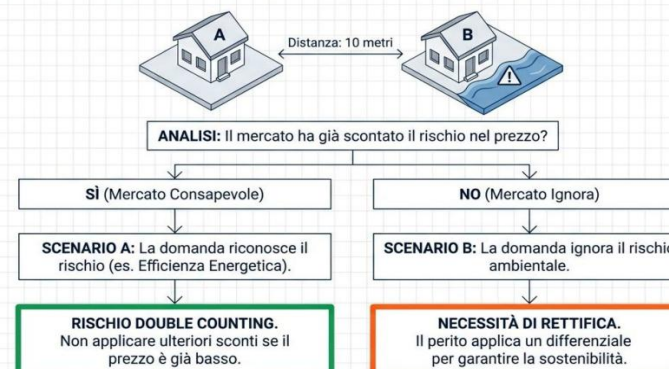 A
Distanza: 10 metri
B
ANALISI: Il mercato ha già scontato il rischio nel prezzo?
SÌ (Mercato Consapevole)
NO (Mercato Ignora)
SCENARIO A: La domanda riconosce il
rischio (es. Efficienza Energetica).
SCENARIO B: La domanda ignora il rischio
ambientale.
RISCHIO DOUBLE COUNTING.
Non applicare ulteriori sconti se il
prezzo è già basso.
NECESSITÀ DI RETTIFICA.
Il perito applica un differenziale
per garantire la sostenibilità.